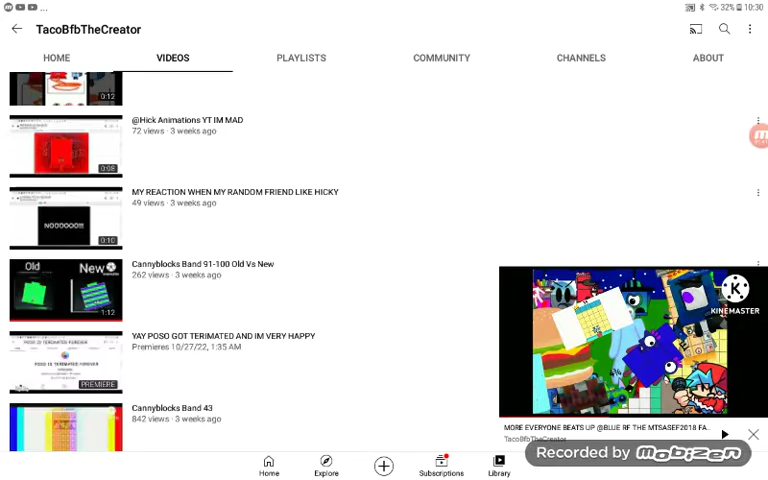 32% 10:30
TacoBfbTheCreator
HOME VIDEOS PLAYLISTS COMMUNITY CHANNELS ABOUT
0:12
@Hick Animations YT IM MAD
72 views · 3 weeks ago
0:08
MY REACTION WHEN MY RANDOM FRIEND LIKE HICKY
49 views · 3 weeks ago
NOOOOOO!!!
0:10
Cannyblocks Band 91-100 Old Vs New
262 views · 3 weeks ago
Old New
1:12
YAY POSO GOT TERIMATED AND IM VERY HAPPY
Premieres 10/27/22, 1:35 AM
PREMIERE
Cannyblocks Band 43
842 views · 3 weeks ago
K
KINEMASTER
MORE EVERYONE BEATS UP @BLUE RF THE MTSASEF2018 FA...
TacoBfbTheCreator
Recorded by mobizen
Home Explore Subscriptions Library